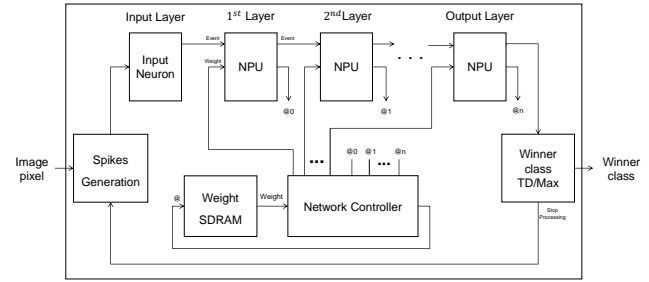 Input Layer
1st Layer
2nd Layer
Output Layer
Input
Neuron
Event
Weight
NPU
@0
Event
NPU
@1
. . .
NPU
@n
Image
pixel
Spikes
Generation
@
Weight
SDRAM
Weight
...
@0
@1
...
@n
Network Controller
Winner
class
TD/Max
Stop
Processing
Winner
class